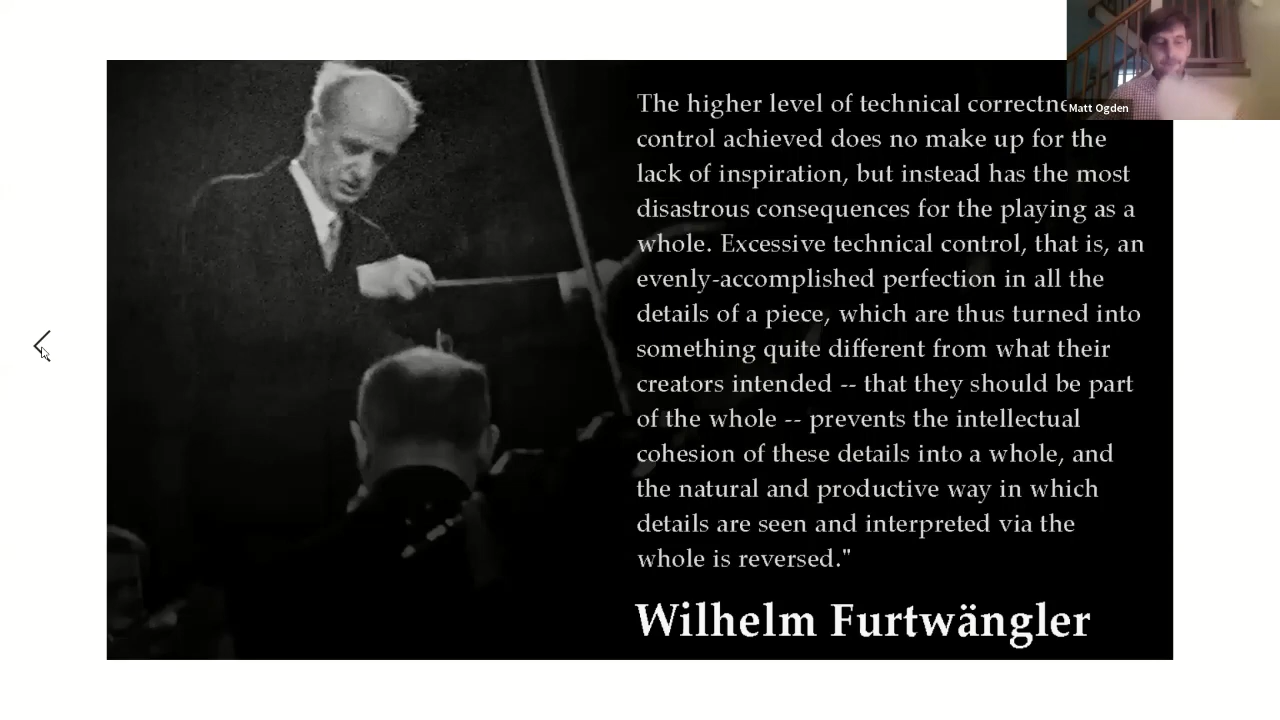 The higher level of technical
control achieved does no make up for the
lack of inspiration, but instead has the most
disastrous consequences for the playing as a
whole. Excessive technical control, that is, an
evenly-accomplished perfection in all the
details of a piece, which are thus turned into
something quite different from what their
creators intended -- that they should be part
of the whole -- prevents the intellectual
cohesion of these details into a whole, and
the natural and productive way in which
details are seen and interpreted via the
whole is reversed."
Wilhelm Furtwängler
Matt Ogden